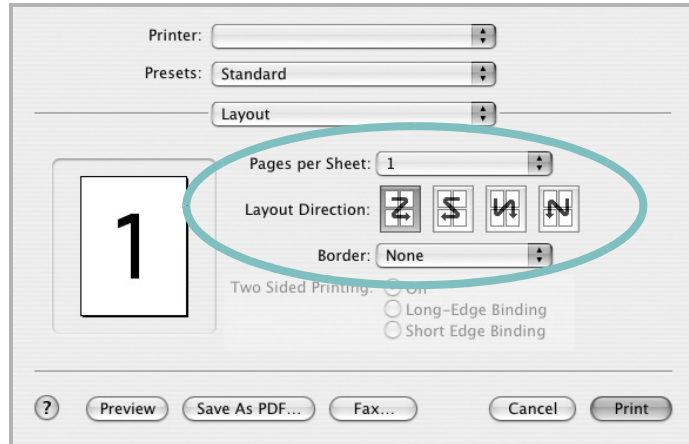 Printer:
Presets: Standard
Layout
Pages per Sheet: 1
Layout Direction:
Border: None
Two Sided Printing: Off
Long-Edge Binding
Short Edge Binding
1
? Preview Save As PDF... Fax... Cancel Print